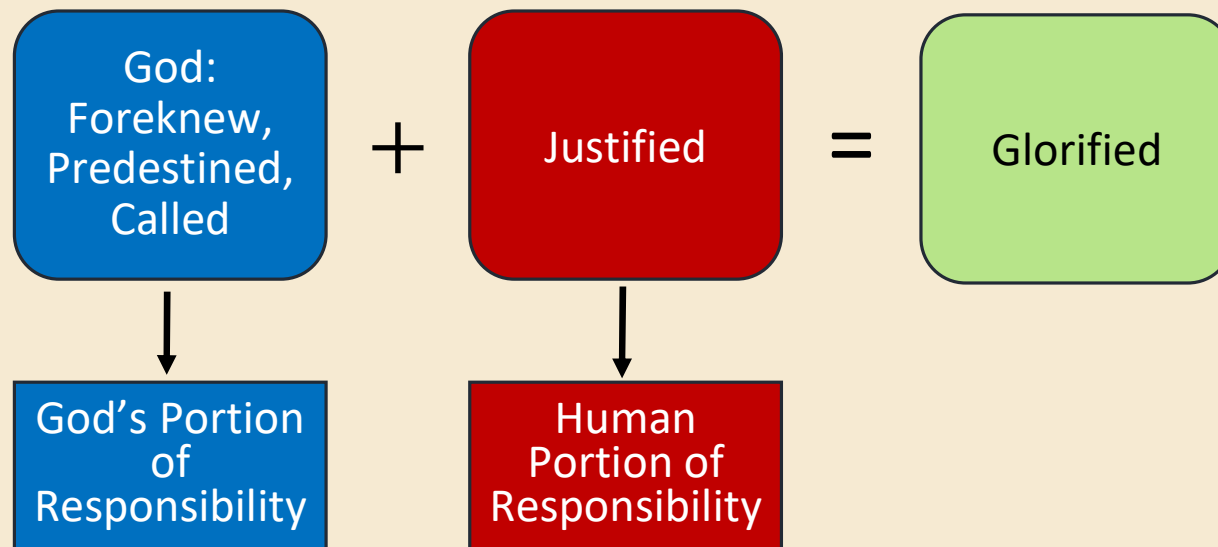 God:
Foreknew,
Predestined,
Called
+
Justified
=
Glorified
God’s Portion
of
Responsibility
Human
Portion of
Responsibility